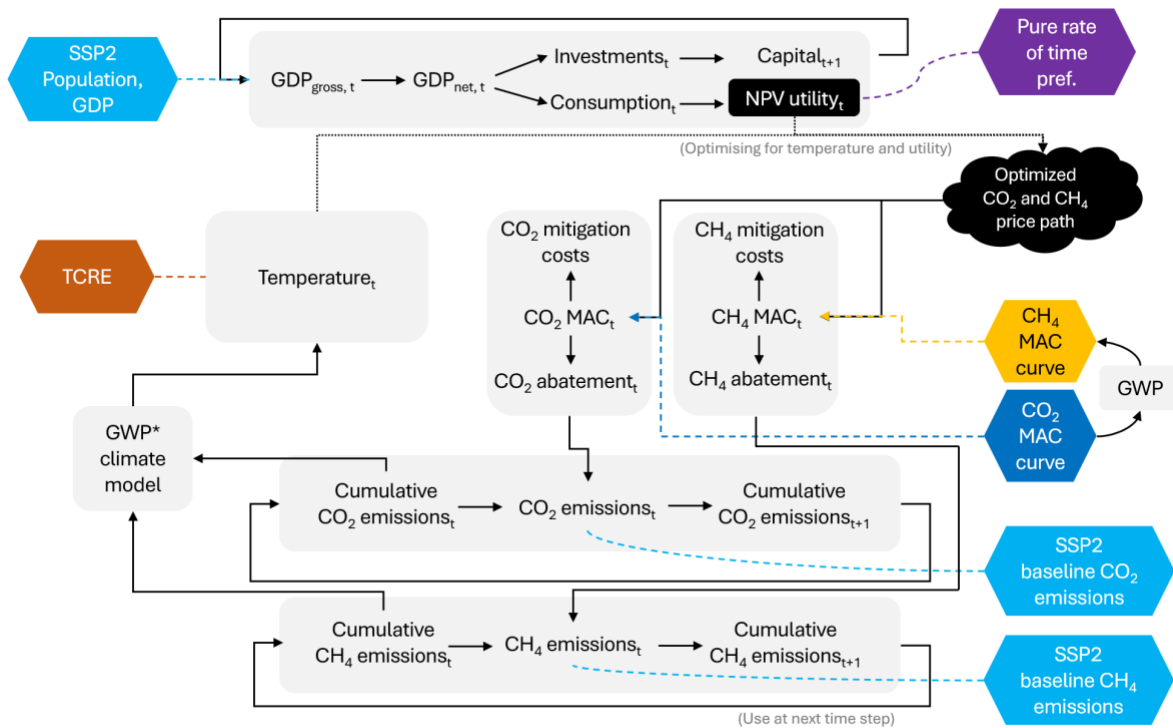 SSP2
Population,
GDP
GDP_gross, t
GDP_net, t
Investments_t
Capital_t+1
Consumption_t
NPV utility_t
Pure rate
of time
pref.
(Optimising for temperature and utility)
Optimized
CO₂ and CH₄
price path
TCRE
Temperature_t
CO₂ mitigation
costs
CO₂ MAC_t
CO₂ abatement_t
CH₄ mitigation
costs
CH₄ MAC_t
CH₄ abatement_t
CH₄
MAC
curve
GWP
CO₂
MAC
curve
GWP*
climate
model
Cumulative
CO₂ emissions_t
CO₂ emissions_t
Cumulative
CO₂ emissions_t+1
SSP2
baseline CO₂
emissions
Cumulative
CH₄ emissions_t
CH₄ emissions_t
Cumulative
CH₄ emissions_t+1
SSP2
baseline CH₄
emissions
(Use at next time step)